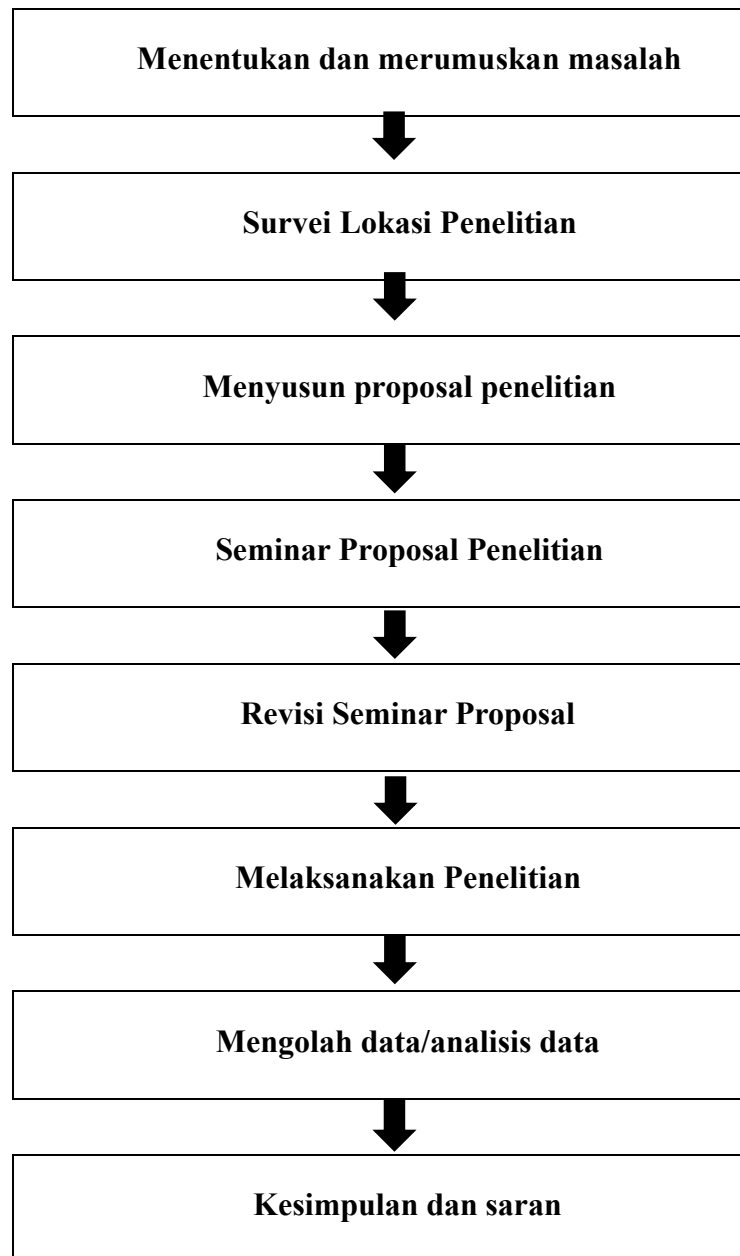 Menentukan dan merumuskan masalah
Survei Lokasi Penelitian
Menyusun proposal penelitian
Seminar Proposal Penelitian
Revisi Seminar Proposal
Melaksanakan Penelitian
Mengolah data/analisis data
Kesimpulan dan saran